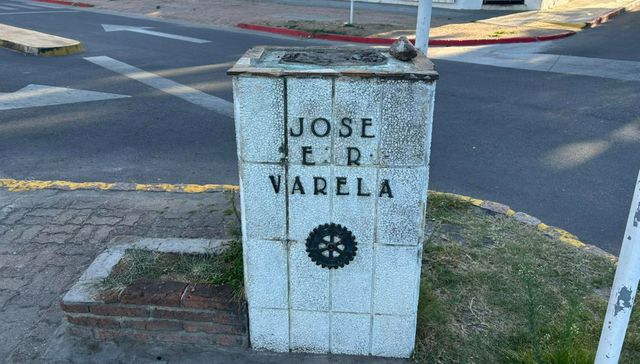 JOSE
E. R.
VARELA